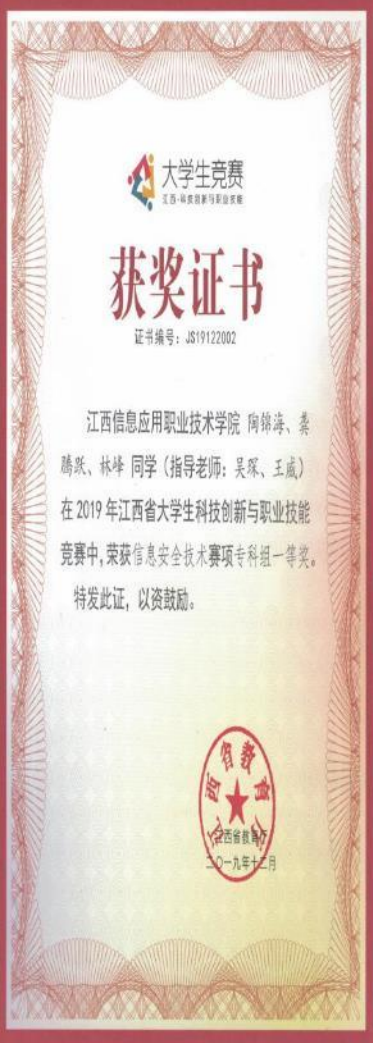 大学生竞赛
江西·科技创新与职业技能
获奖证书
证书编号：JS19122002
江西信息应用职业技术学院 陶锦海、龚
腾跃、林峰 同学（指导老师：吴琛、王威）
在 2019 年江西省大学生科技创新与职业技能
竞赛中，荣获信息安全技术赛项专科组一等奖。
特发此证，以资鼓励。
江西省教育厅
江西省教育厅
二〇一九年十二月